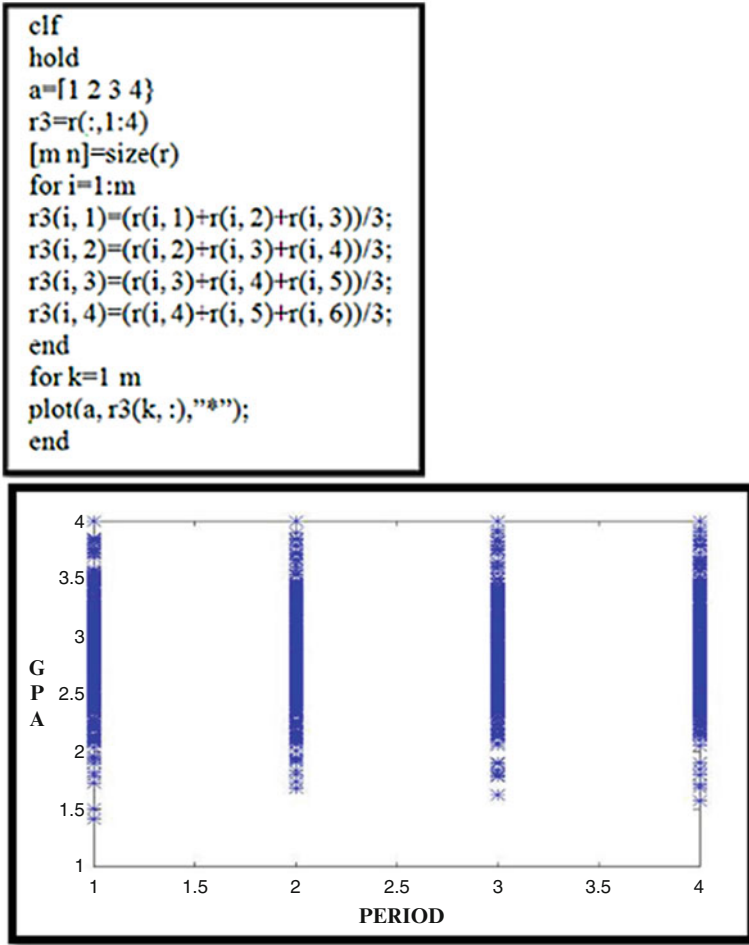 clf
hold
a=[1 2 3 4}
r3=r(:,1:4)
[m n]=size(r)
for i=1:m
r3(i, 1)=(r(i, 1)+r(i, 2)+r(i, 3))/3;
r3(i, 2)=(r(i, 2)+r(i, 3)+r(i, 4))/3;
r3(i, 3)=(r(i, 3)+r(i, 4)+r(i, 5))/3;
r3(i, 4)=(r(i, 4)+r(i, 5)+r(i, 6))/3;
end
for k=1 m
plot(a, r3(k, :),”*”);
end
4
3.5
3
2.5
2
1.5
1
G
P
A
1 1.5 2 2.5 3 3.5 4
PERIOD